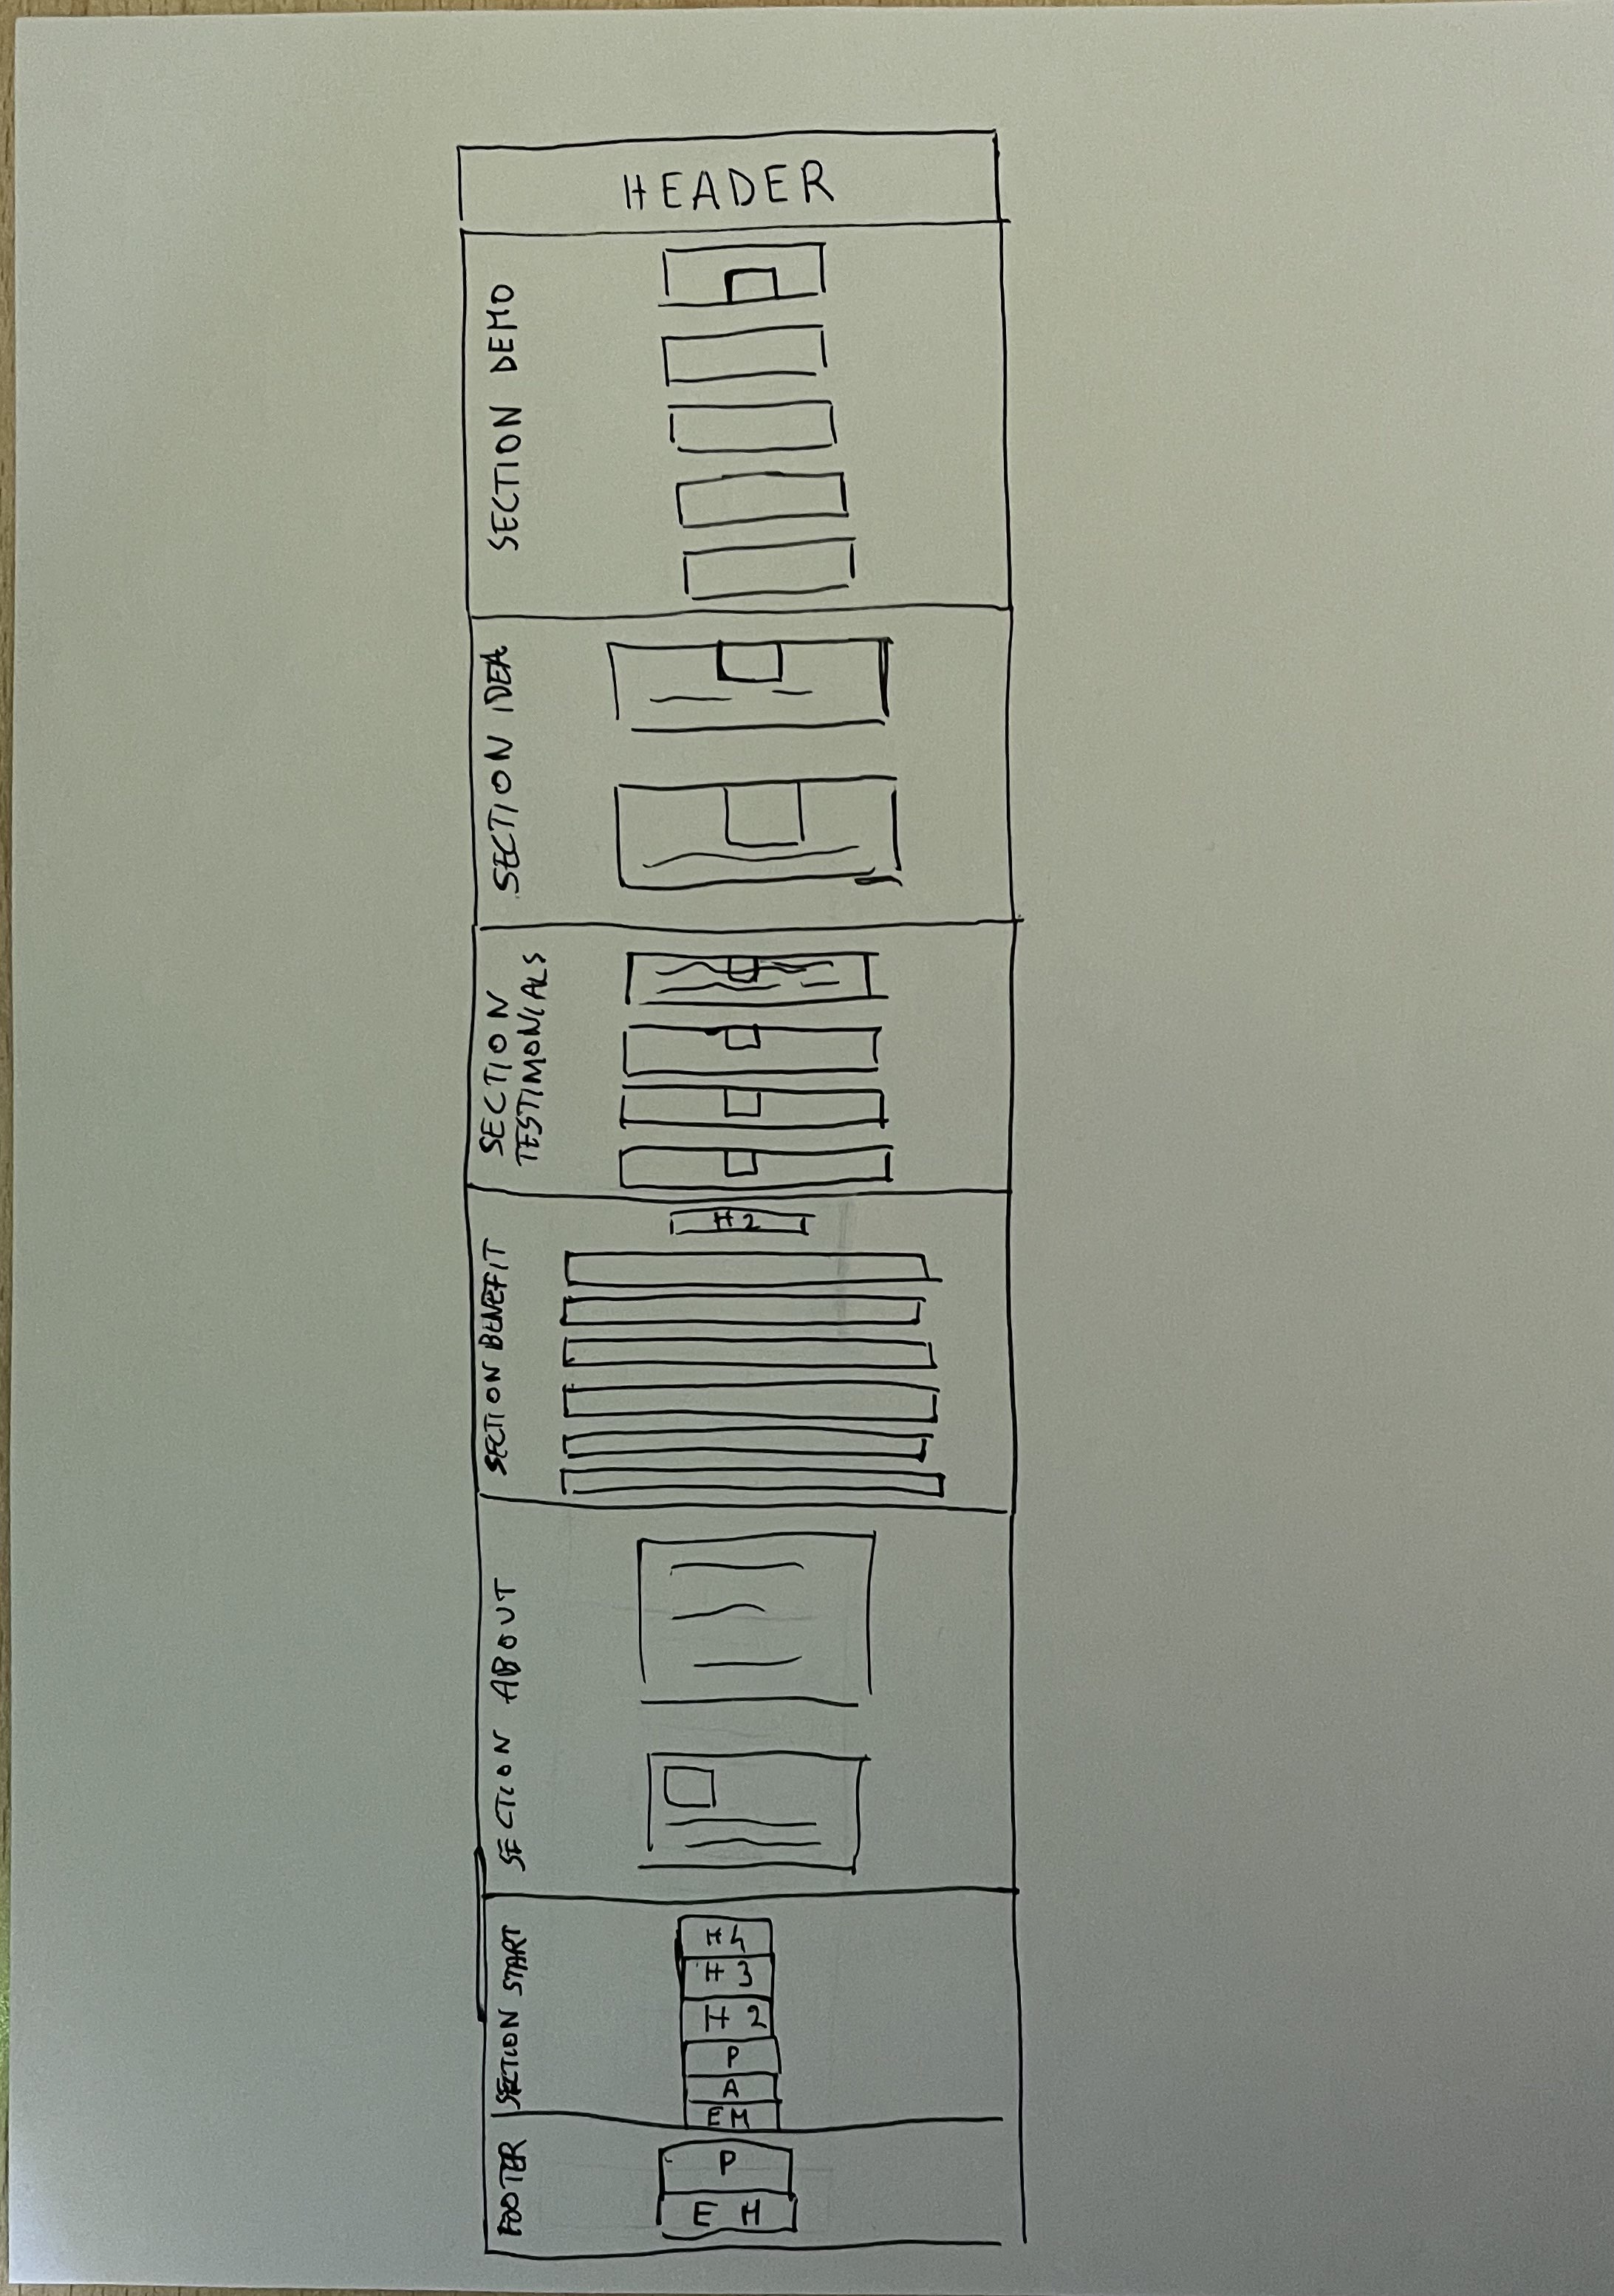 HEADER
SECTION DEMO
SECTION IDEA
SECTION
TESTIMONIALS
SECTION BENEFIT
H2
SECTION ABOUT
SECTION START
H4
H3
H2
P
A
EM
FOOTER
P
EM